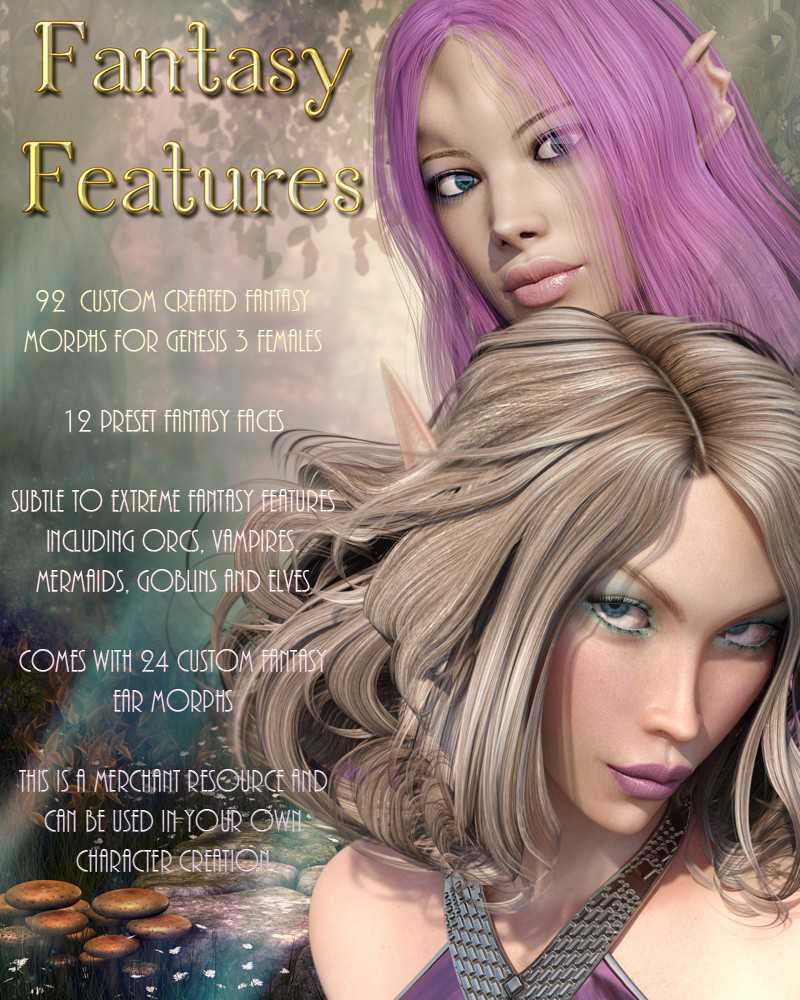 Fantasy
Features
92 CUSTOM CREATED FANTASY
MORPHS FOR GENESIS 3 FEMALES
12 PRESET FANTASY FACES
SUBTLE TO EXTREME FANTASY FEATURES
INCLUDING ORCS, VAMPIRES,
MERMAIDS, GOBLINS AND ELVES.
COMES WITH 24 CUSTOM FANTASY
EAR MORPHS
THIS IS A MERCHANT RESOURCE AND
CAN BE USED IN YOUR OWN
CHARACTER CREATION.